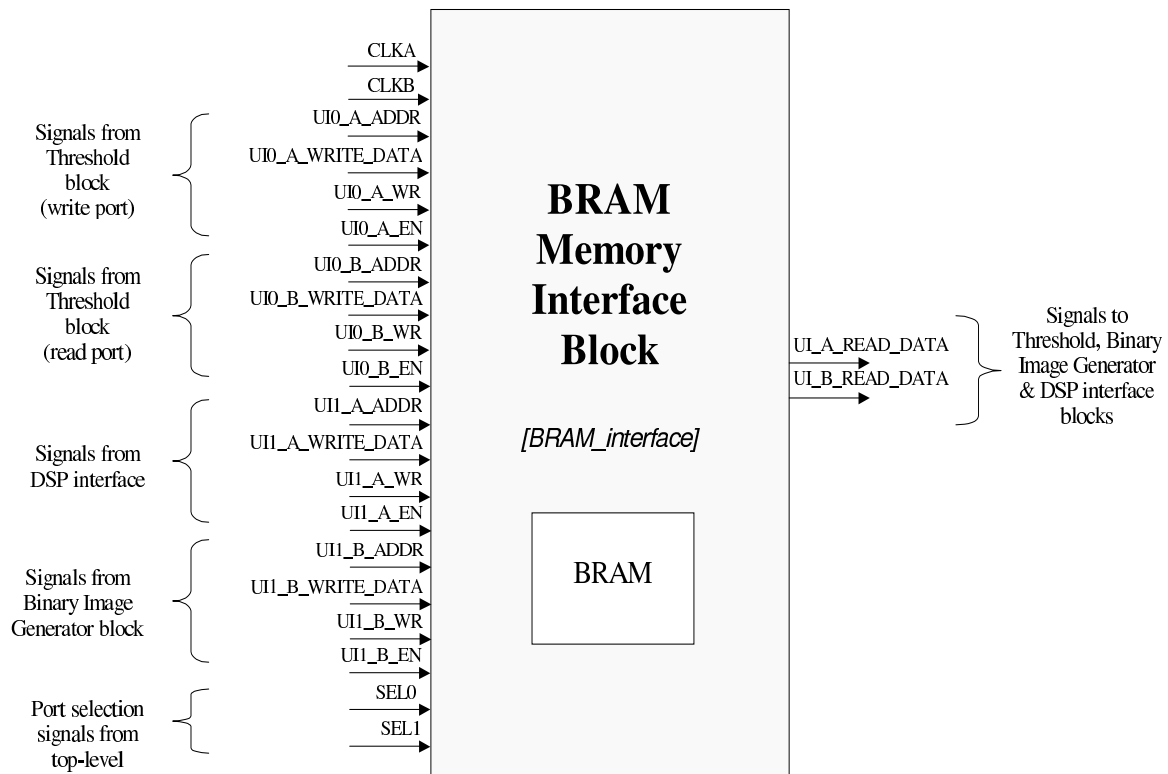 CLKA
CLKB
Signals from
Threshold
block
(write port)
UI0_A_ADDR
UI0_A_WRITE_DATA
UI0_A_WR
UI0_A_EN
Signals from
Threshold
block
(read port)
UI0_B_ADDR
UI0_B_WRITE_DATA
UI0_B_WR
UI0_B_EN
Signals from
DSP interface
UI1_A_ADDR
UI1_A_WRITE_DATA
UI1_A_WR
UI1_A_EN
Signals from
Binary Image
Generator block
UI1_B_ADDR
UI1_B_WRITE_DATA
UI1_B_WR
UI1_B_EN
Port selection
signals from
top-level
SEL0
SEL1
BRAM
Memory
Interface
Block
[BRAM_interface]
BRAM
UI_A_READ_DATA
UI_B_READ_DATA
Signals to
Threshold, Binary
Image Generator
& DSP interface
blocks